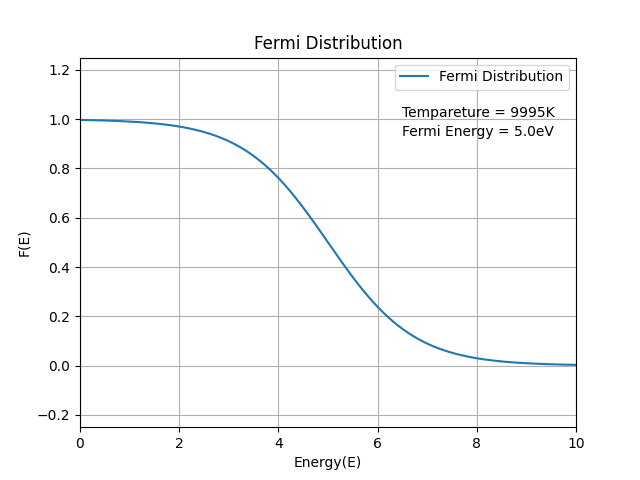 Fermi Distribution
Fermi Distribution
Tempareture = 9995K
Fermi Energy = 5.0eV
F(E)
1.2
1.0
0.8
0.6
0.4
0.2
0.0
−0.2
0 2 4 6 8 10
Energy(E)